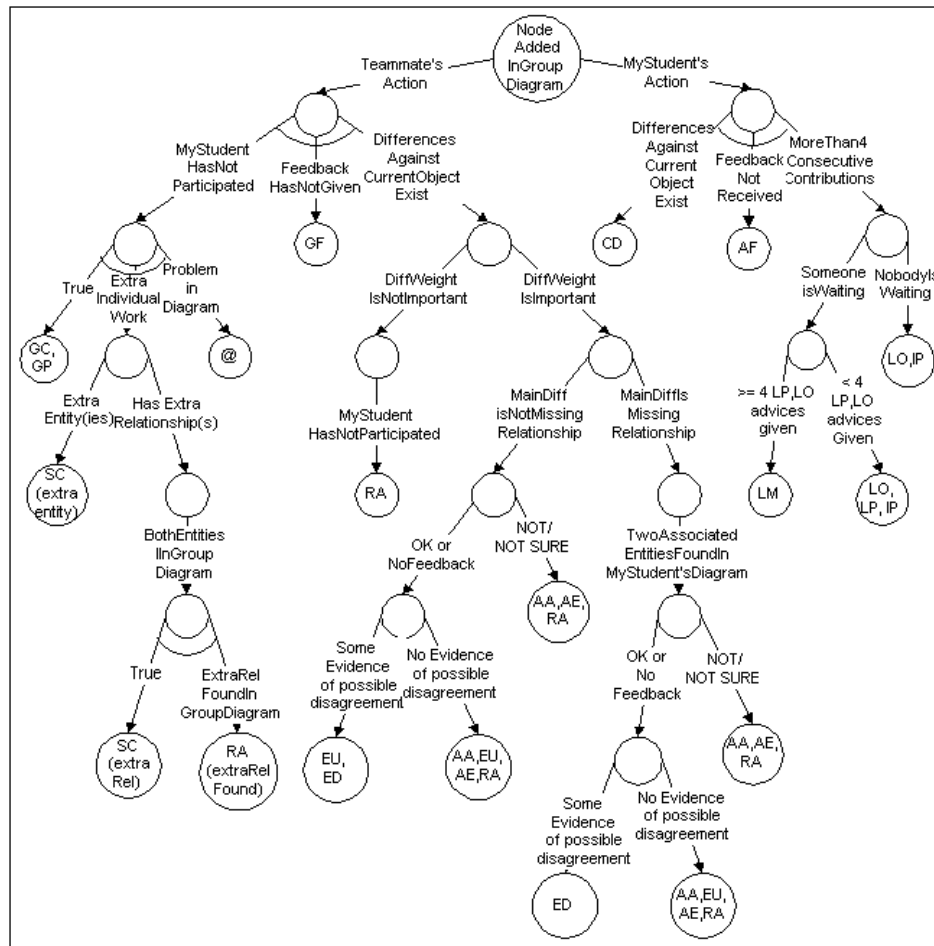 Node
Added
InGroup
Diagram
Teammate's
Action
MyStudent's
Action
MyStudent
HasNot
Participated
Feedback
HasNotGiven
Differences
Against
CurrentObject
Exist
Differences
Against
Current
Object
Exist
Feedback
Not
Received
MoreThan4
Consecutive
Contributions
GF
CD
AF
True
Extra
Individual
Work
Problem
in
Diagram
DiffWeight
IsNotImportant
DiffWeight
IsImportant
Someone
isWaiting
NobodyIs
Waiting
GC,
GP
@
LO,IP
Extra
Entity(ies)
Has Extra
Relationship(s)
MyStudent
HasNotParticipated
MainDiff
isNotMissing
Relationship
MainDiffIs
Missing
Relationship
>= 4 LP,LO
advices
given
< 4
LP,LO
advices
Given
SC
(extra
entity)
RA
LM
LO,
LP, IP
BothEntities
IInGroup
Diagram
OK or
NoFeedback
NOT/
NOT SURE
TwoAssociated
EntitiesFoundIn
MyStudent'sDiagram
AA,AE,
RA
True
ExtraRel
FoundIn
GroupDiagram
Some
Evidence
of possible
disagreement
No Evidence
of possible
disagreement
OK or
No
Feedback
NOT/
NOT SURE
SC
(extra
Rel)
RA
(extraRel
Found)
EU,
ED
AA,EU,
AE,RA
AA,AE,
RA
Some
Evidence
of possible
disagreement
No Evidence
of possible
disagreement
ED
AA,EU,
AE,RA